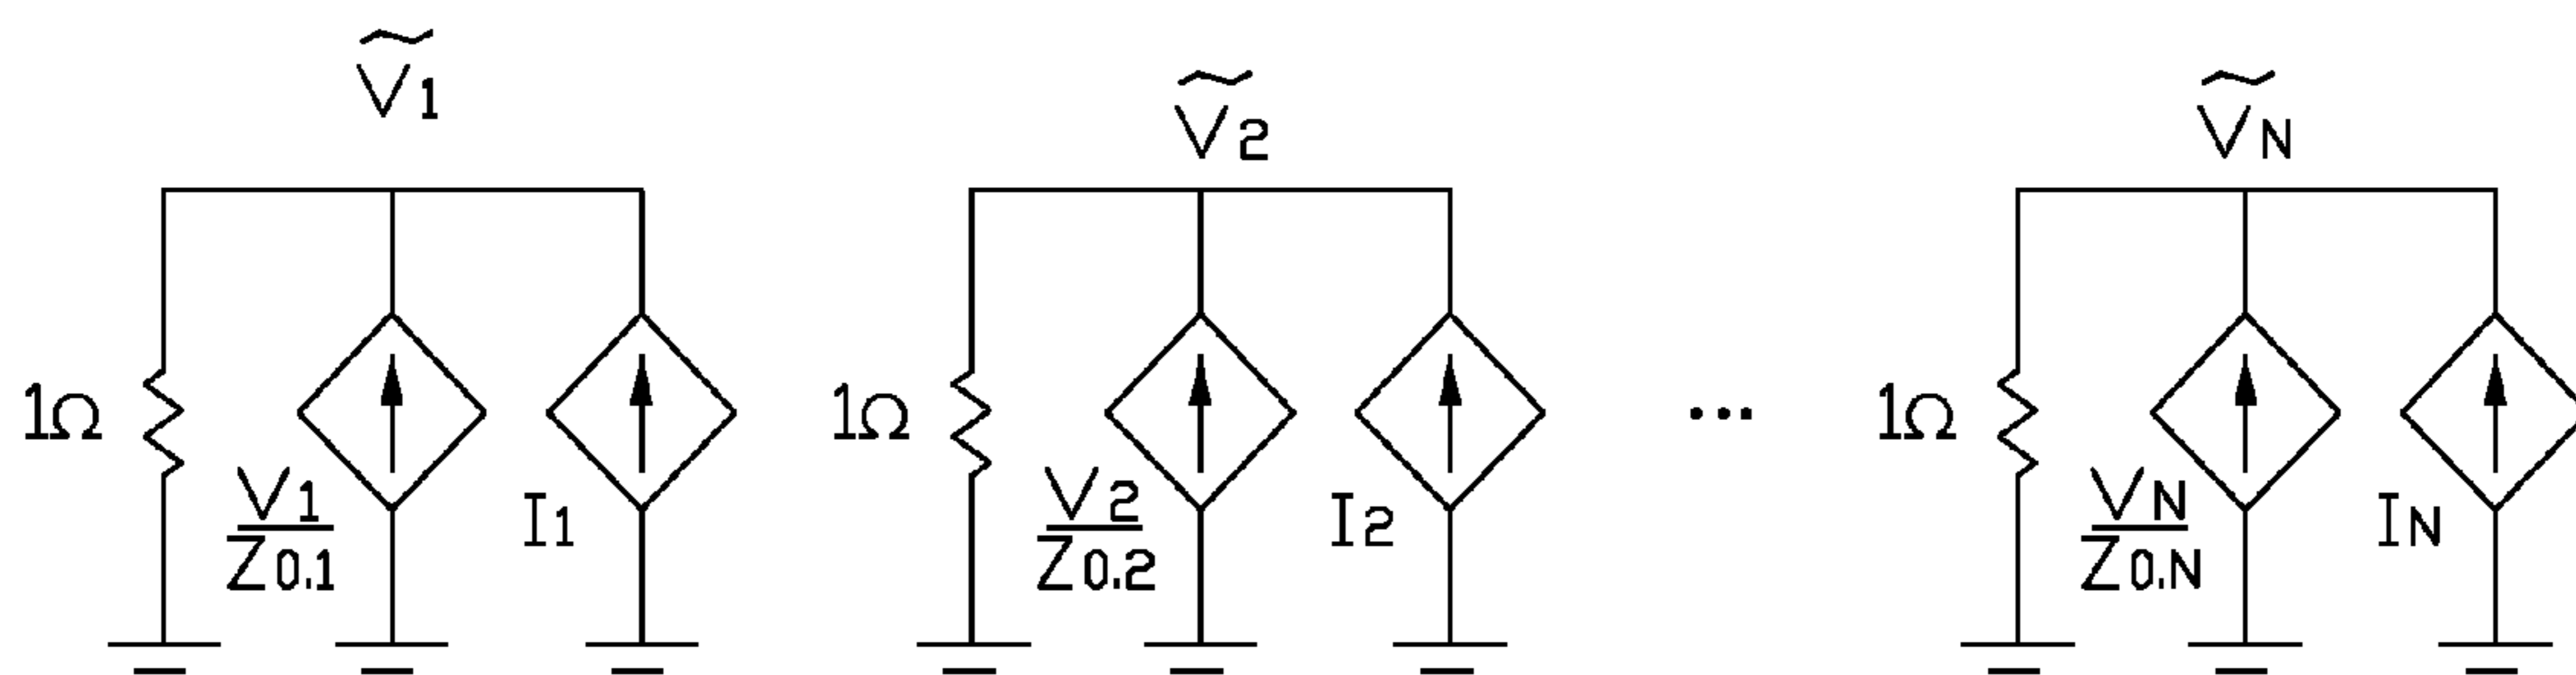 Ṽ1
Ṽ2
ṼN
1Ω
V1
Z0.1
I1
1Ω
V2
Z0.2
I2
...
1Ω
VN
Z0.N
IN